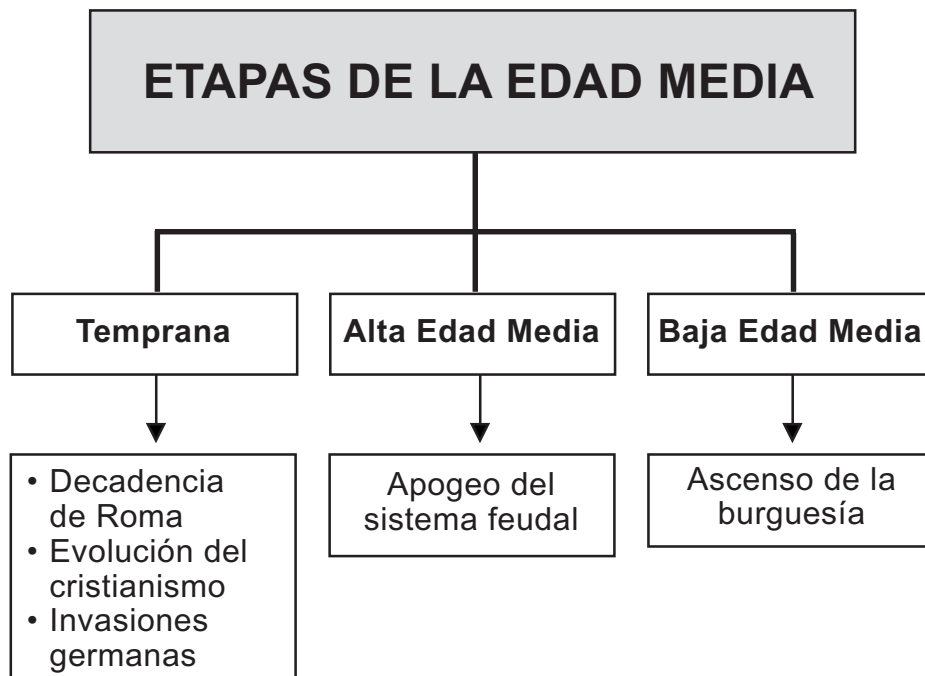 ETAPAS DE LA EDAD MEDIA
Temprana
Alta Edad Media
Baja Edad Media
• Decadencia
de Roma
• Evolución del
cristianismo
• Invasiones
germanas
Apogeo del
sistema feudal
Ascenso de la
burguesía